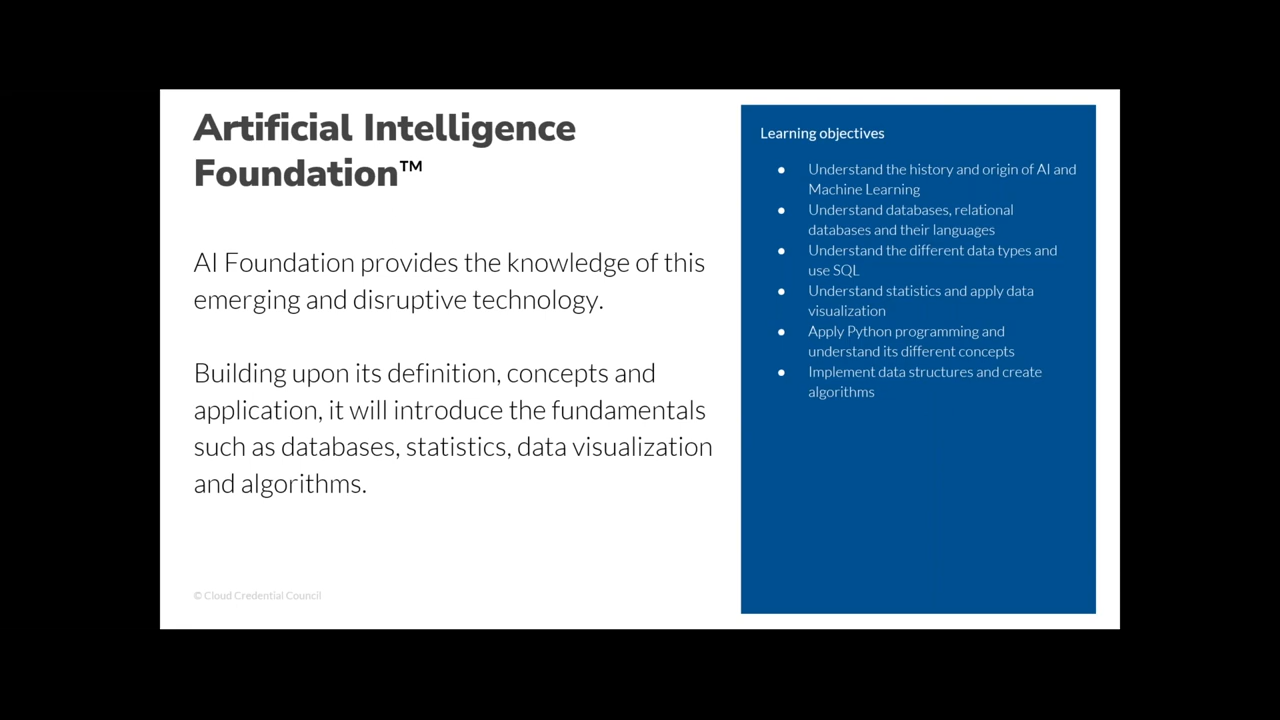 Artificial Intelligence
Foundation™
AI Foundation provides the knowledge of this
emerging and disruptive technology.
Building upon its definition, concepts and
application, it will introduce the fundamentals
such as databases, statistics, data visualization
and algorithms.
© Cloud Credential Council
Learning objectives
● Understand the history and origin of AI and
Machine Learning
● Understand databases, relational
databases and their languages
● Understand the different data types and
use SQL
● Understand statistics and apply data
visualization
● Apply Python programming and
understand its different concepts
● Implement data structures and create
algorithms